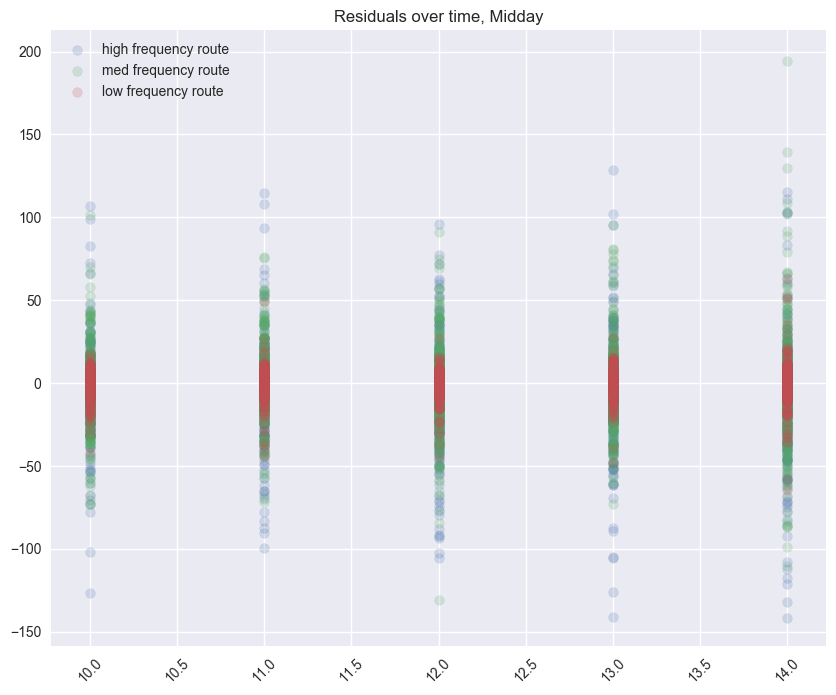 Residuals over time, Midday
high frequency route
med frequency route
low frequency route
200
150
100
50
0
−50
−100
−150
10.0 10.5 11.0 11.5 12.0 12.5 13.0 13.5 14.0